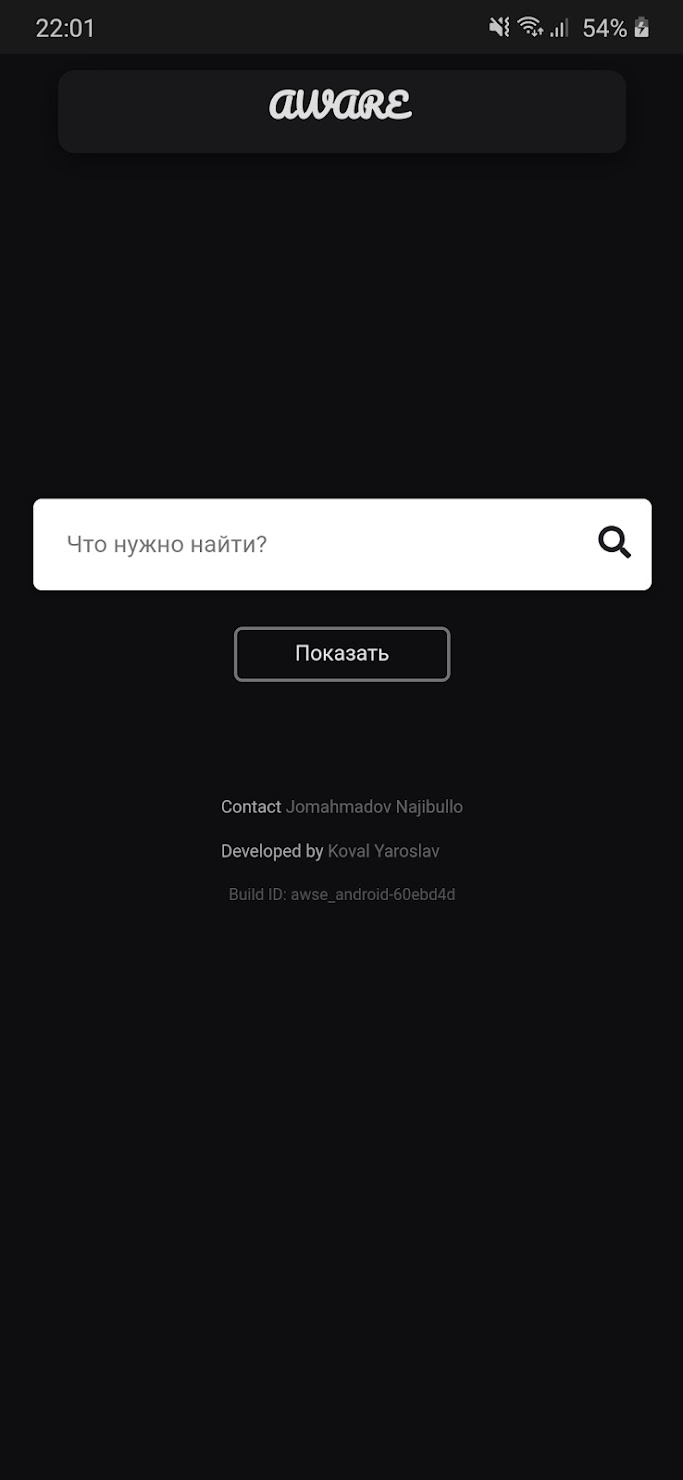 22:01 54%
AWARE
Что нужно найти?
Показать
Contact Jomahmadov Najibullo
Developed by Koval Yaroslav
Build ID: awse_android-60ebd4d